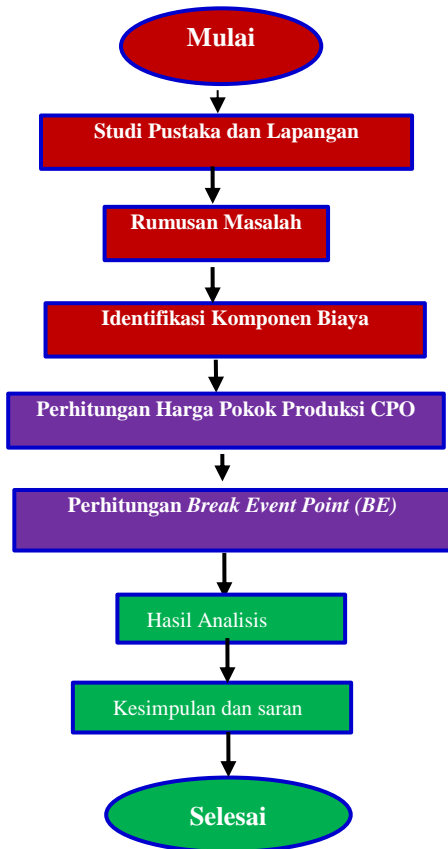 Mulai
Studi Pustaka dan Lapangan
Rumusan Masalah
Identifikasi Komponen Biaya
Perhitungan Harga Pokok Produksi CPO
Perhitungan Break Event Point (BE)
Hasil Analisis
Kesimpulan dan saran
Selesai